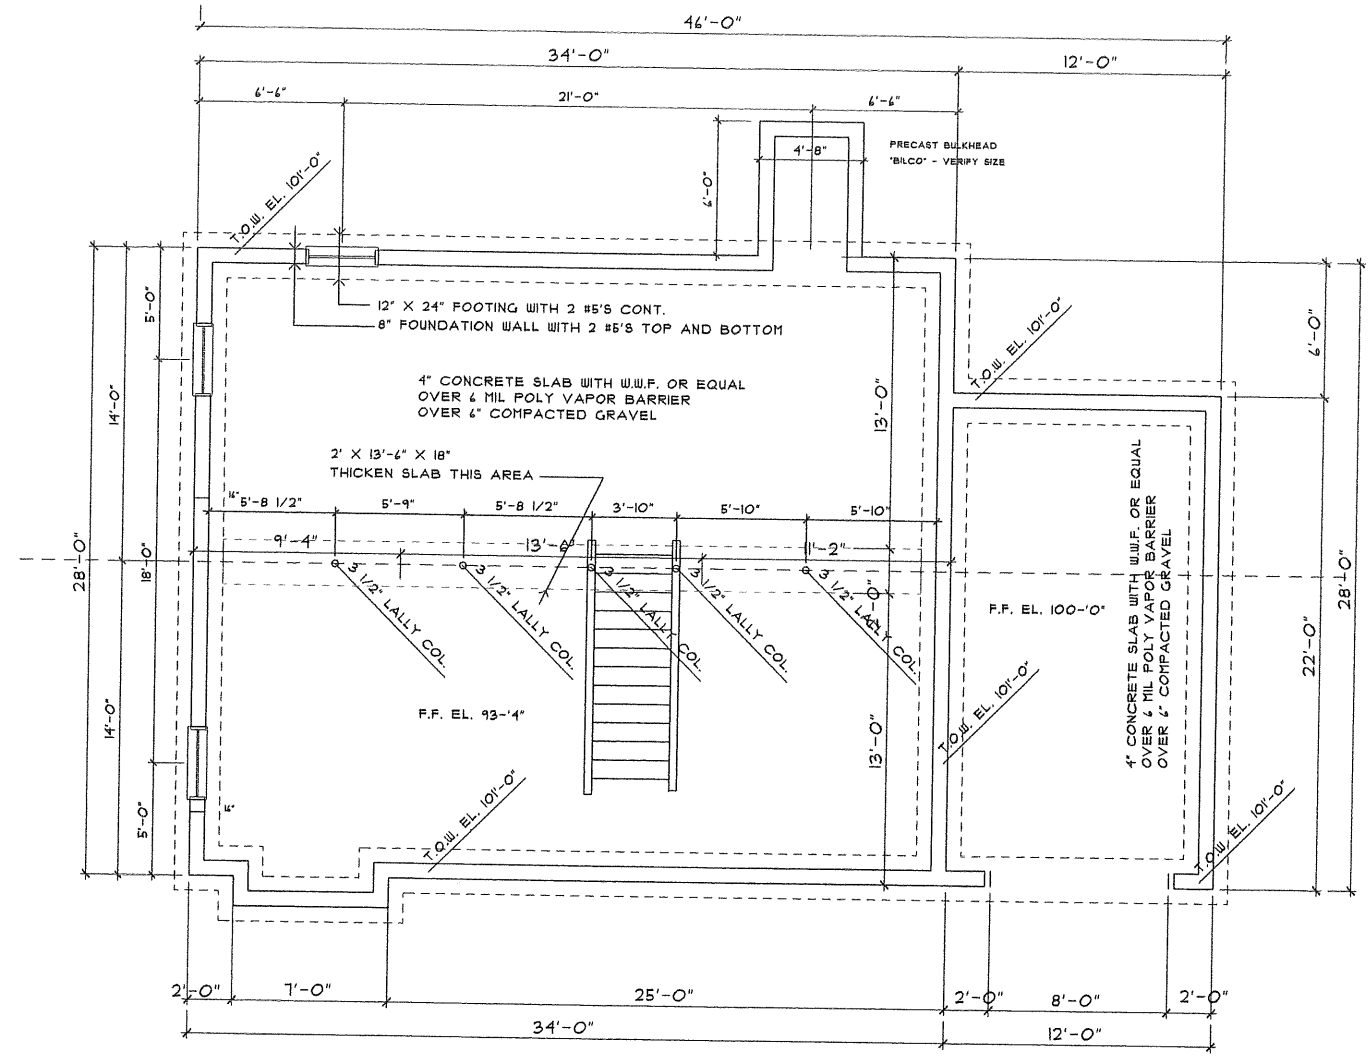 46'-0"
34'-0"
12'-0"
6'-6"
21'-0"
6'-6"
PRECAST BULKHEAD
"BILCO" - VERIFY SIZE
4'-8"
6'-0"
T.O.W. EL. 101'-0"
5'-0"
12" X 24" FOOTING WITH 2 #5'S CONT.
8" FOUNDATION WALL WITH 2 #5'S TOP AND BOTTOM
T.O.W. EL. 101'-0"
6'-0"
4" CONCRETE SLAB WITH W.W.F. OR EQUAL
OVER 6 MIL POLY VAPOR BARRIER
OVER 6" COMPACTED GRAVEL
14'-0"
13'-0"
2' X 13'-6" X 18"
THICKEN SLAB THIS AREA
16"
5'-8 1/2"
5'-9"
5'-8 1/2"
3'-10"
5'-10"
5'-10"
9'-4"
13'-
11'-2"
28'-0"
18'-0"
3 1/2" LALLY COL.
3 1/2" LALLY COL.
3 1/2" LALLY COL.
3 1/2" LALLY COL.
3 1/2" LALLY COL.
F.F. EL. 100-'0"
4" CONCRETE SLAB WITH W.W.F. OR EQUAL
OVER 6 MIL POLY VAPOR BARRIER
OVER 6" COMPACTED GRAVEL
28'-0"
22'-0"
F.F. EL. 93-'4"
14'-0"
13'-0"
T.O.W. EL. 101'-0"
5'-0"
16"
T.O.W. EL. 101'-0"
T.O.W. EL. 101'-0"
2'-0"
7'-0"
25'-0"
2'-0"
8'-0"
2'-0"
34'-0"
12'-0"